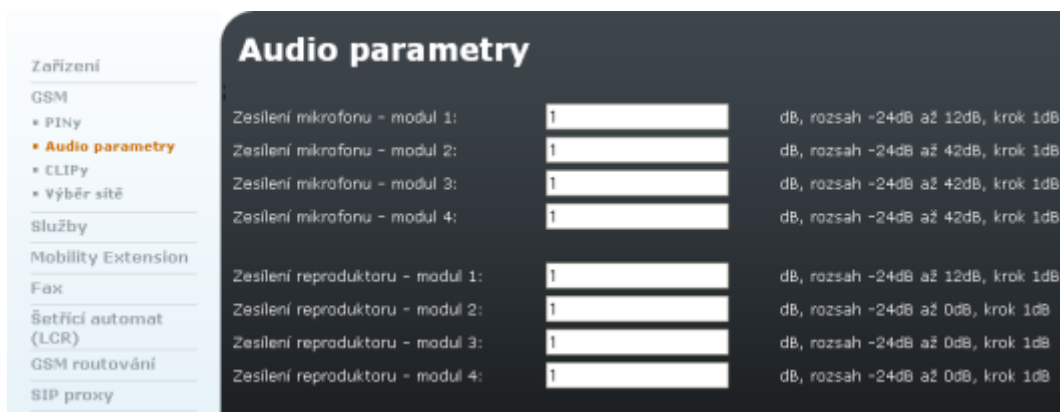 Audio parametry
Zařízení
GSM
▪ PINy
▪ Audio parametry
▪ CLIPy
▪ Výběr sítě
Služby
Mobility Extension
Fax
Šetřící automat
(LCR)
GSM routování
SIP proxy
Zesílení mikrofonu - modul 1: 1 dB, rozsah -24dB až 12dB, krok 1dB
Zesílení mikrofonu - modul 2: 1 dB, rozsah -24dB až 42dB, krok 1dB
Zesílení mikrofonu - modul 3: 1 dB, rozsah -24dB až 42dB, krok 1dB
Zesílení mikrofonu - modul 4: 1 dB, rozsah -24dB až 42dB, krok 1dB
Zesílení reproduktoru - modul 1: 1 dB, rozsah -24dB až 12dB, krok 1dB
Zesílení reproduktoru - modul 2: 1 dB, rozsah -24dB až 0dB, krok 1dB
Zesílení reproduktoru - modul 3: 1 dB, rozsah -24dB až 0dB, krok 1dB
Zesílení reproduktoru - modul 4: 1 dB, rozsah -24dB až 0dB, krok 1dB